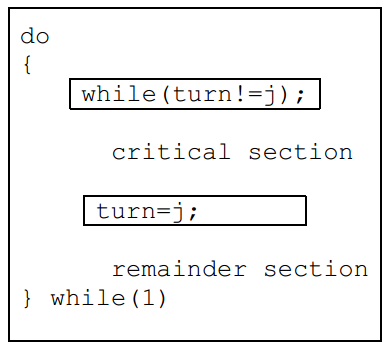 do
{
while(turn!=j);
critical section
turn=j;
remainder section
} while(1)